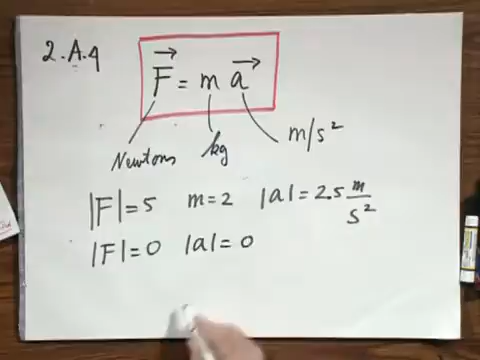 2.A.4
F⃗ = m a⃗
Newtons kg m/s²
|F| = 5 m = 2 |a| = 2.5 m/s²
|F| = 0 |a| = 0